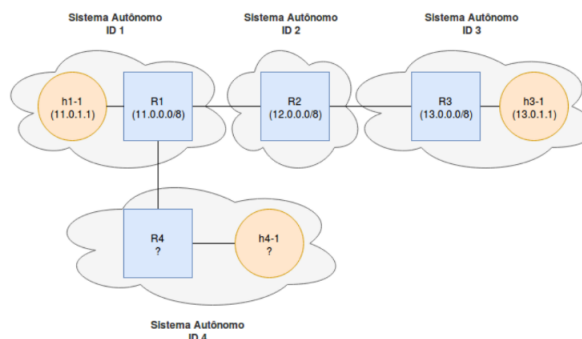 Sistema Autônomo
ID 1
Sistema Autônomo
ID 2
Sistema Autônomo
ID 3
h1-1
(11.0.1.1)
R1
(11.0.0.0/8)
R2
(12.0.0.0/8)
R3
(13.0.0.0/8)
h3-1
(13.0.1.1)
R4
?
h4-1
?
Sistema Autônomo
ID 4